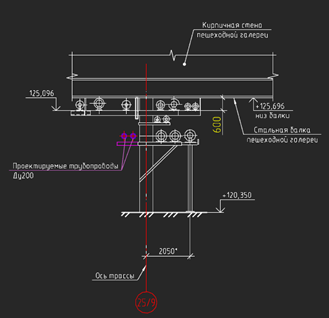 Кирпичная стена
пешеходной галереи
125,096
+125,696
низ балки
600
Стальная балка
пешеходной галереи
Проектируемые трубопроводы
Ду200
+120,350
2050*
Ось трассы
25/9